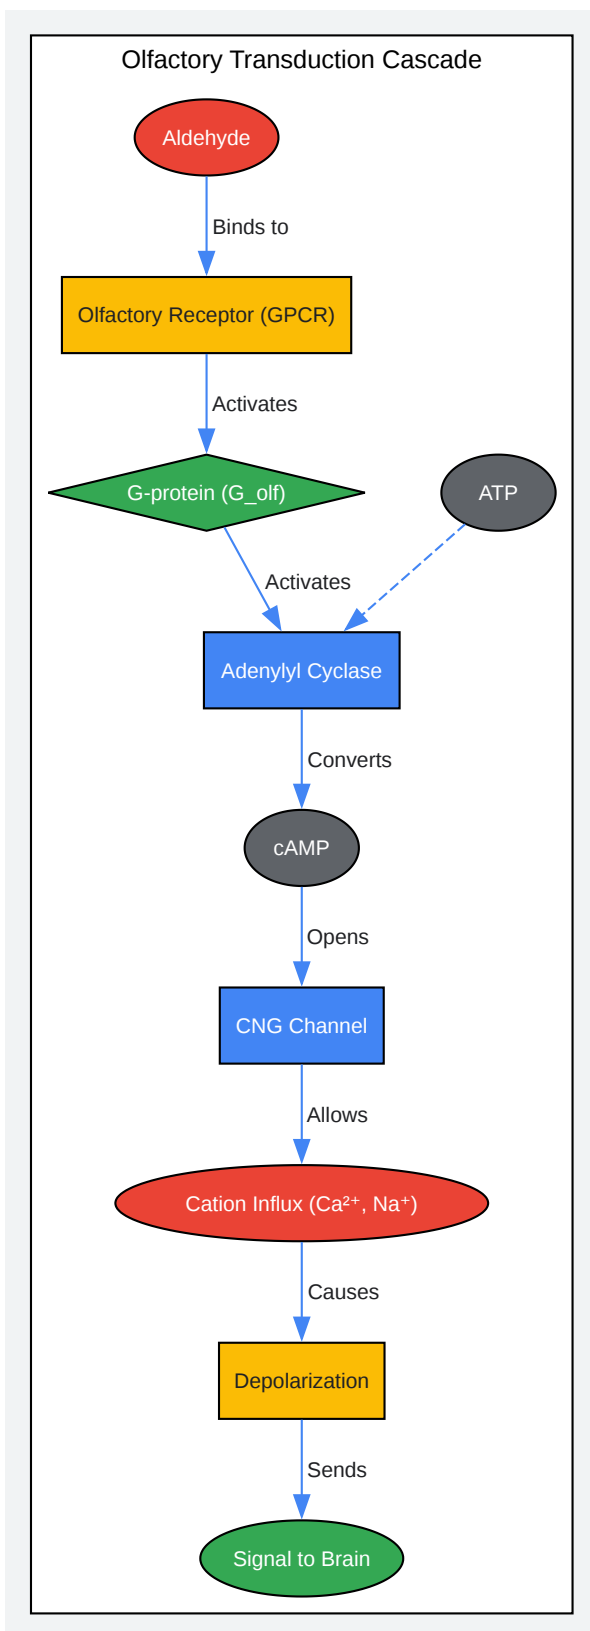 Olfactory Transduction Cascade
Aldehyde
Binds to
Olfactory Receptor (GPCR)
Activates
G-protein (G_olf)
ATP
Activates
Adenylyl Cyclase
Converts
cAMP
Opens
CNG Channel
Allows
Cation Influx (Ca²⁺, Na⁺)
Causes
Depolarization
Sends
Signal to Brain